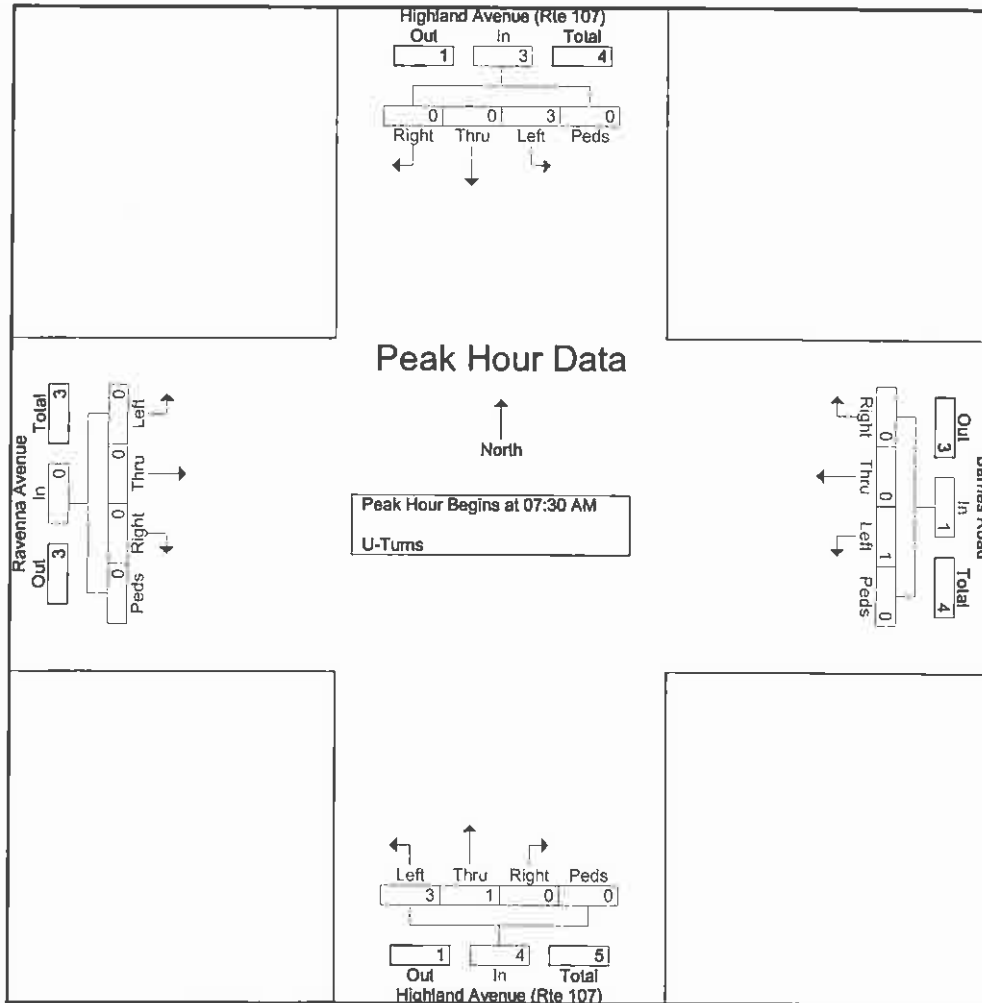 Highland Avenue (Rte 107)
Out In Total
1 3 4
0 0 3 0
Right Thru Left Peds
Peak Hour Data
North
Peak Hour Begins at 07:30 AM
U-Turns
Ravenna Avenue
Out In Total
3 0 3
Left Thru Right Peds
0 0 0 0
Road
Out In Total
3 1 4
Right Thru Left Peds
0 0 1 0
Left Thru Right Peds
3 1 0 0
1 4 5
Out In Total
Highland Avenue (Rte 107)